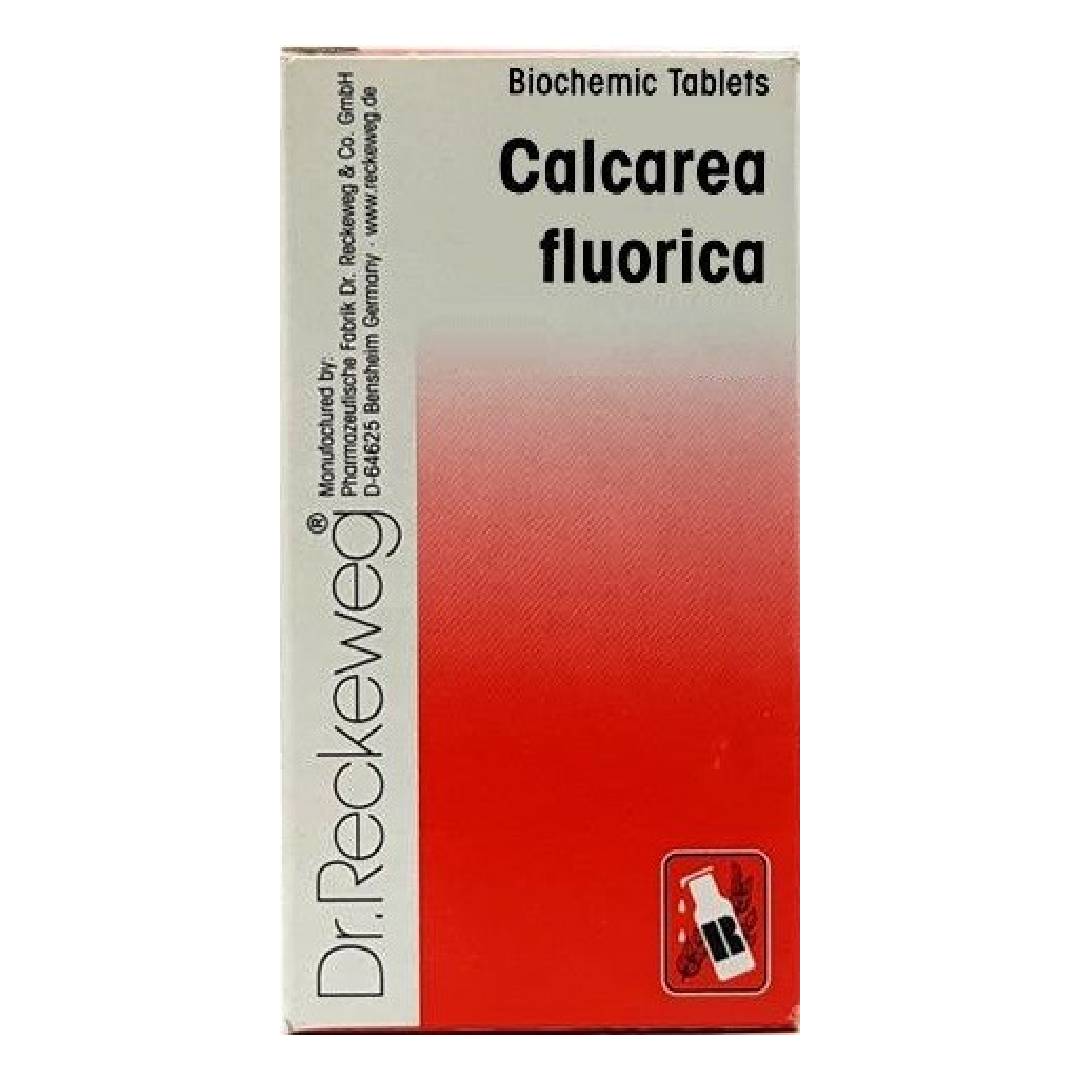 Biochemic Tablets
Calcarea
fluorica
Dr.Reckeweg®
Manufactured by:
Pharmazeutische Fabrik Dr. Reckeweg & Co. GmbH
D-64625 Bensheim Germany · www.reckeweg.de
R